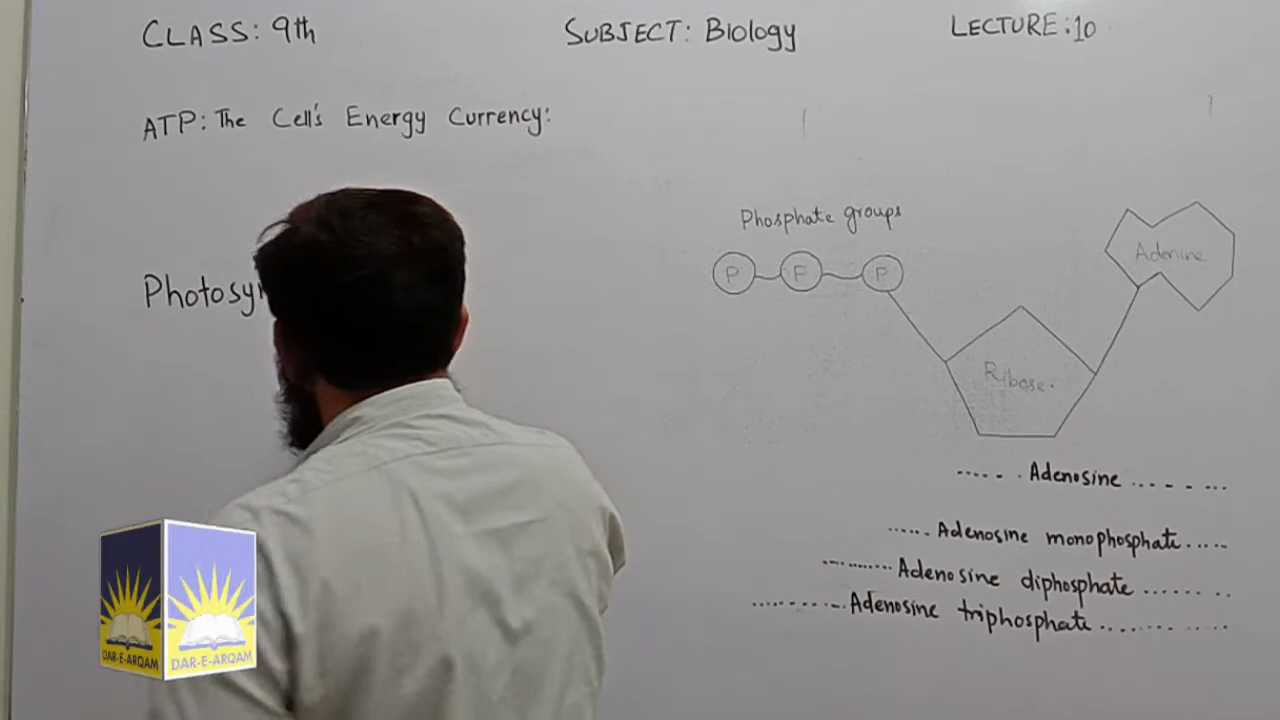 CLASS: 9th SUBJECT: Biology LECTURE: 10
ATP: The Cell's Energy Currency:
Phosphate groups
P P P
Adenine
Photosy
Ribose.
...... Adenosine ........
...... Adenosine monophosphate.....
........... Adenosine diphosphate ........
.......... Adenosine triphosphate............
DAR-E-ARQAM DAR-E-ARQAM